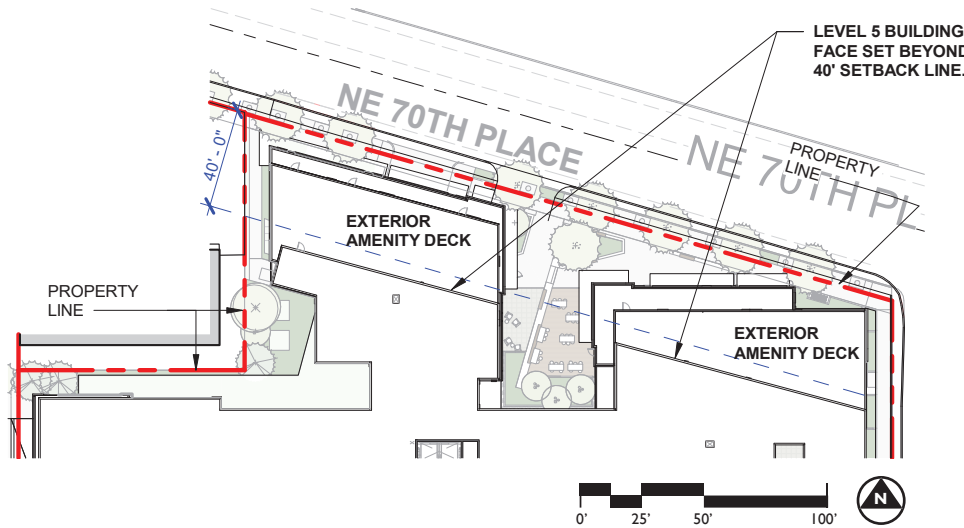 LEVEL 5 BUILDING
FACE SET BEYOND
40' SETBACK LINE.
NE 70TH PLACE
NE 70TH PL
PROPERTY
LINE
40' - 0"
EXTERIOR
AMENITY DECK
PROPERTY
LINE
EXTERIOR
AMENITY DECK
0' 25' 50' 100'
N